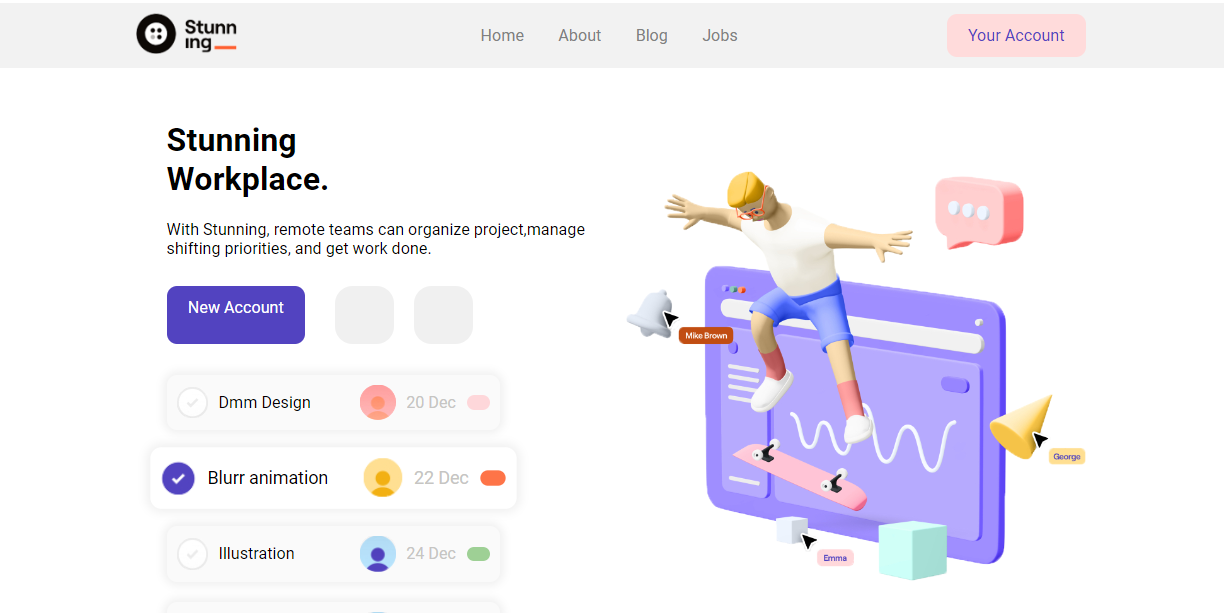 Stunn
ing
Home About Blog Jobs
Your Account
Stunning
Workplace.
With Stunning, remote teams can organize project,manage
shifting priorities, and get work done.
New Account
Dmm Design 20 Dec
Blurr animation 22 Dec
Illustration 24 Dec
Mike Brown
George
Emma